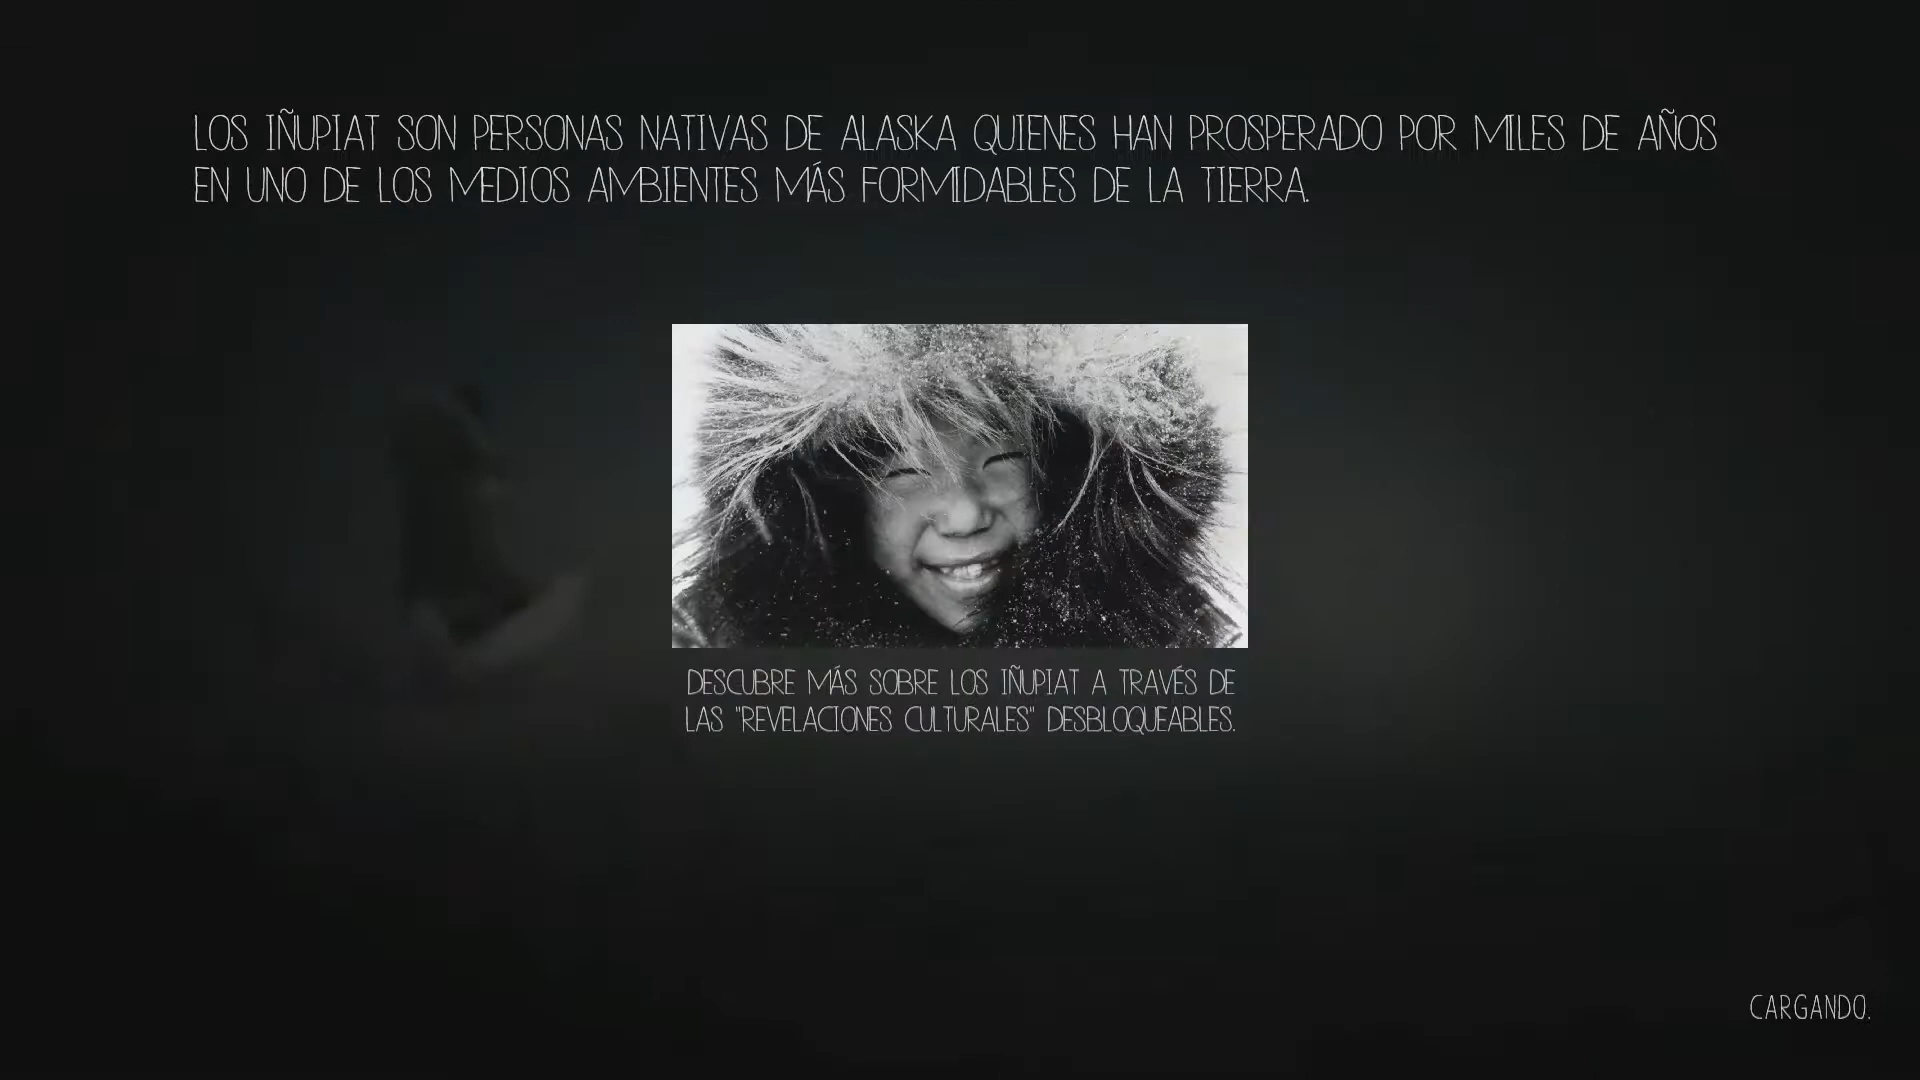 LOS IÑUPIAT SON PERSONAS NATIVAS DE ALASKA QUIENES HAN PROSPERADO POR MILES DE AÑOS
EN UNO DE LOS MEDIOS AMBIENTES MÁS FORMIDABLES DE LA TIERRA.
DESCUBRE MÁS SOBRE LOS IÑUPIAT A TRAVÉS DE
LAS "REVELACIONES CULTURALES" DESBLOQUEABLES.
CARGANDO.